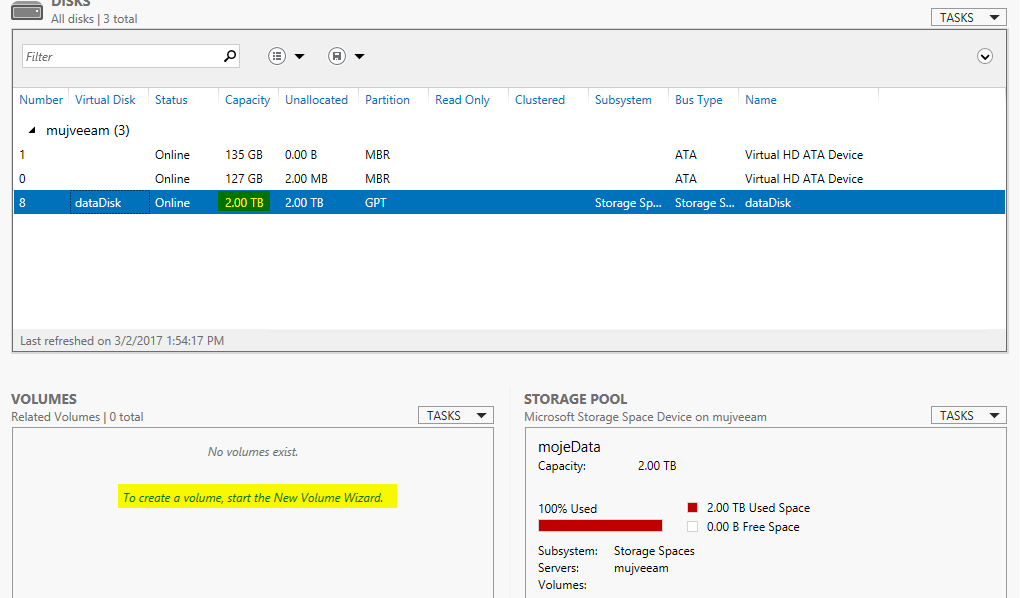 DISKS
All disks | 3 total
TASKS
Filter
Number Virtual Disk Status Capacity Unallocated Partition Read Only Clustered Subsystem Bus Type Name
mujveeam (3)
1 Online 135 GB 0.00 B MBR ATA Virtual HD ATA Device
0 Online 127 GB 2.00 MB MBR ATA Virtual HD ATA Device
8 dataDisk Online 2.00 TB 2.00 TB GPT Storage Sp... Storage S... dataDisk
Last refreshed on 3/2/2017 1:54:17 PM
VOLUMES
Related Volumes | 0 total
TASKS
No volumes exist.
To create a volume, start the New Volume Wizard.
STORAGE POOL
Microsoft Storage Space Device on mujveeam
TASKS
mojeData
Capacity: 2.00 TB
100% Used
2.00 TB Used Space
0.00 B Free Space
Subsystem: Storage Spaces
Servers: mujveeam
Volumes: